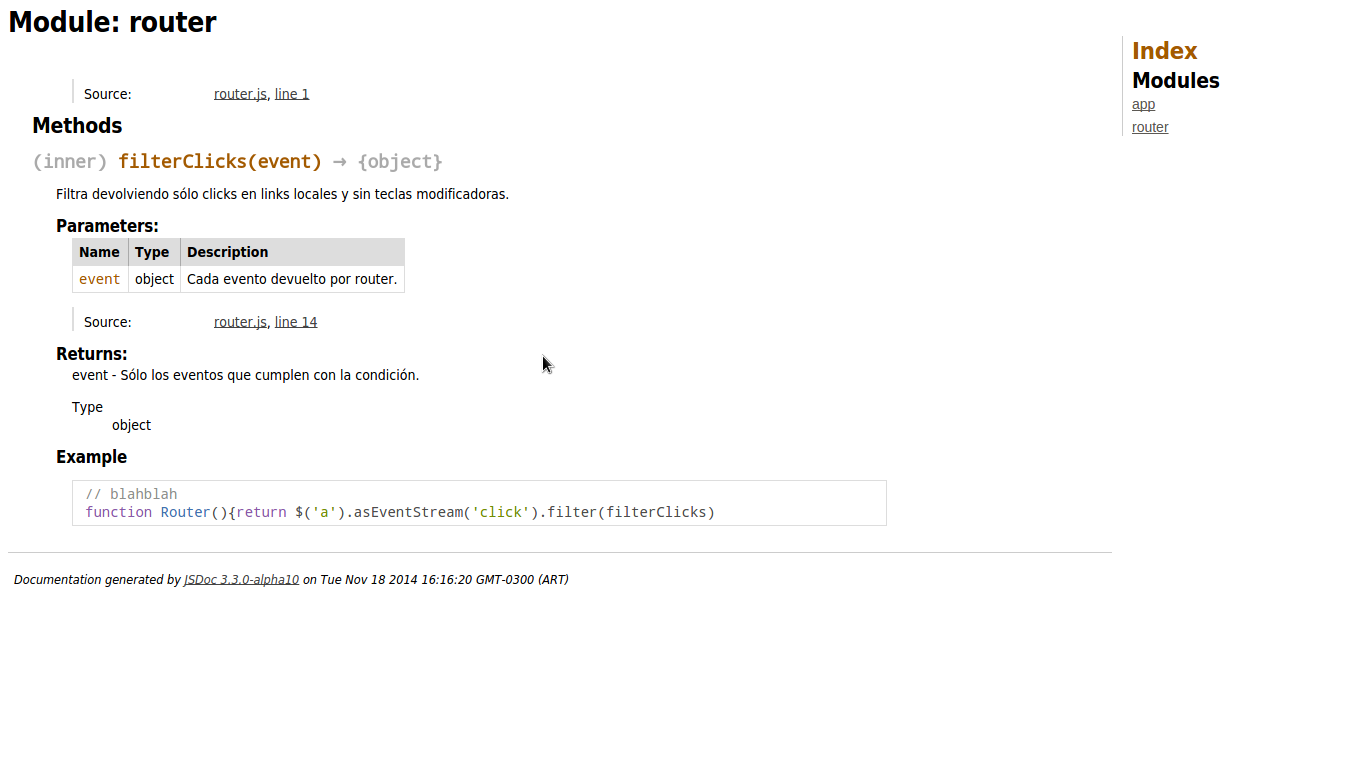 Module: router
Source: router.js, line 1
Methods
(inner) filterClicks(event) → {object}
Filtra devolviendo sólo clicks en links locales y sin teclas modificadoras.
Parameters:
Name Type Description
event object Cada evento devuelto por router.
Source: router.js, line 14
Returns:
event - Sólo los eventos que cumplen con la condición.
Type
object
Example
// blahblah
function Router(){return $('a').asEventStream('click').filter(filterClicks)
Documentation generated by JSDoc 3.3.0-alpha10 on Tue Nov 18 2014 16:16:20 GMT-0300 (ART)
Index
Modules
app
router